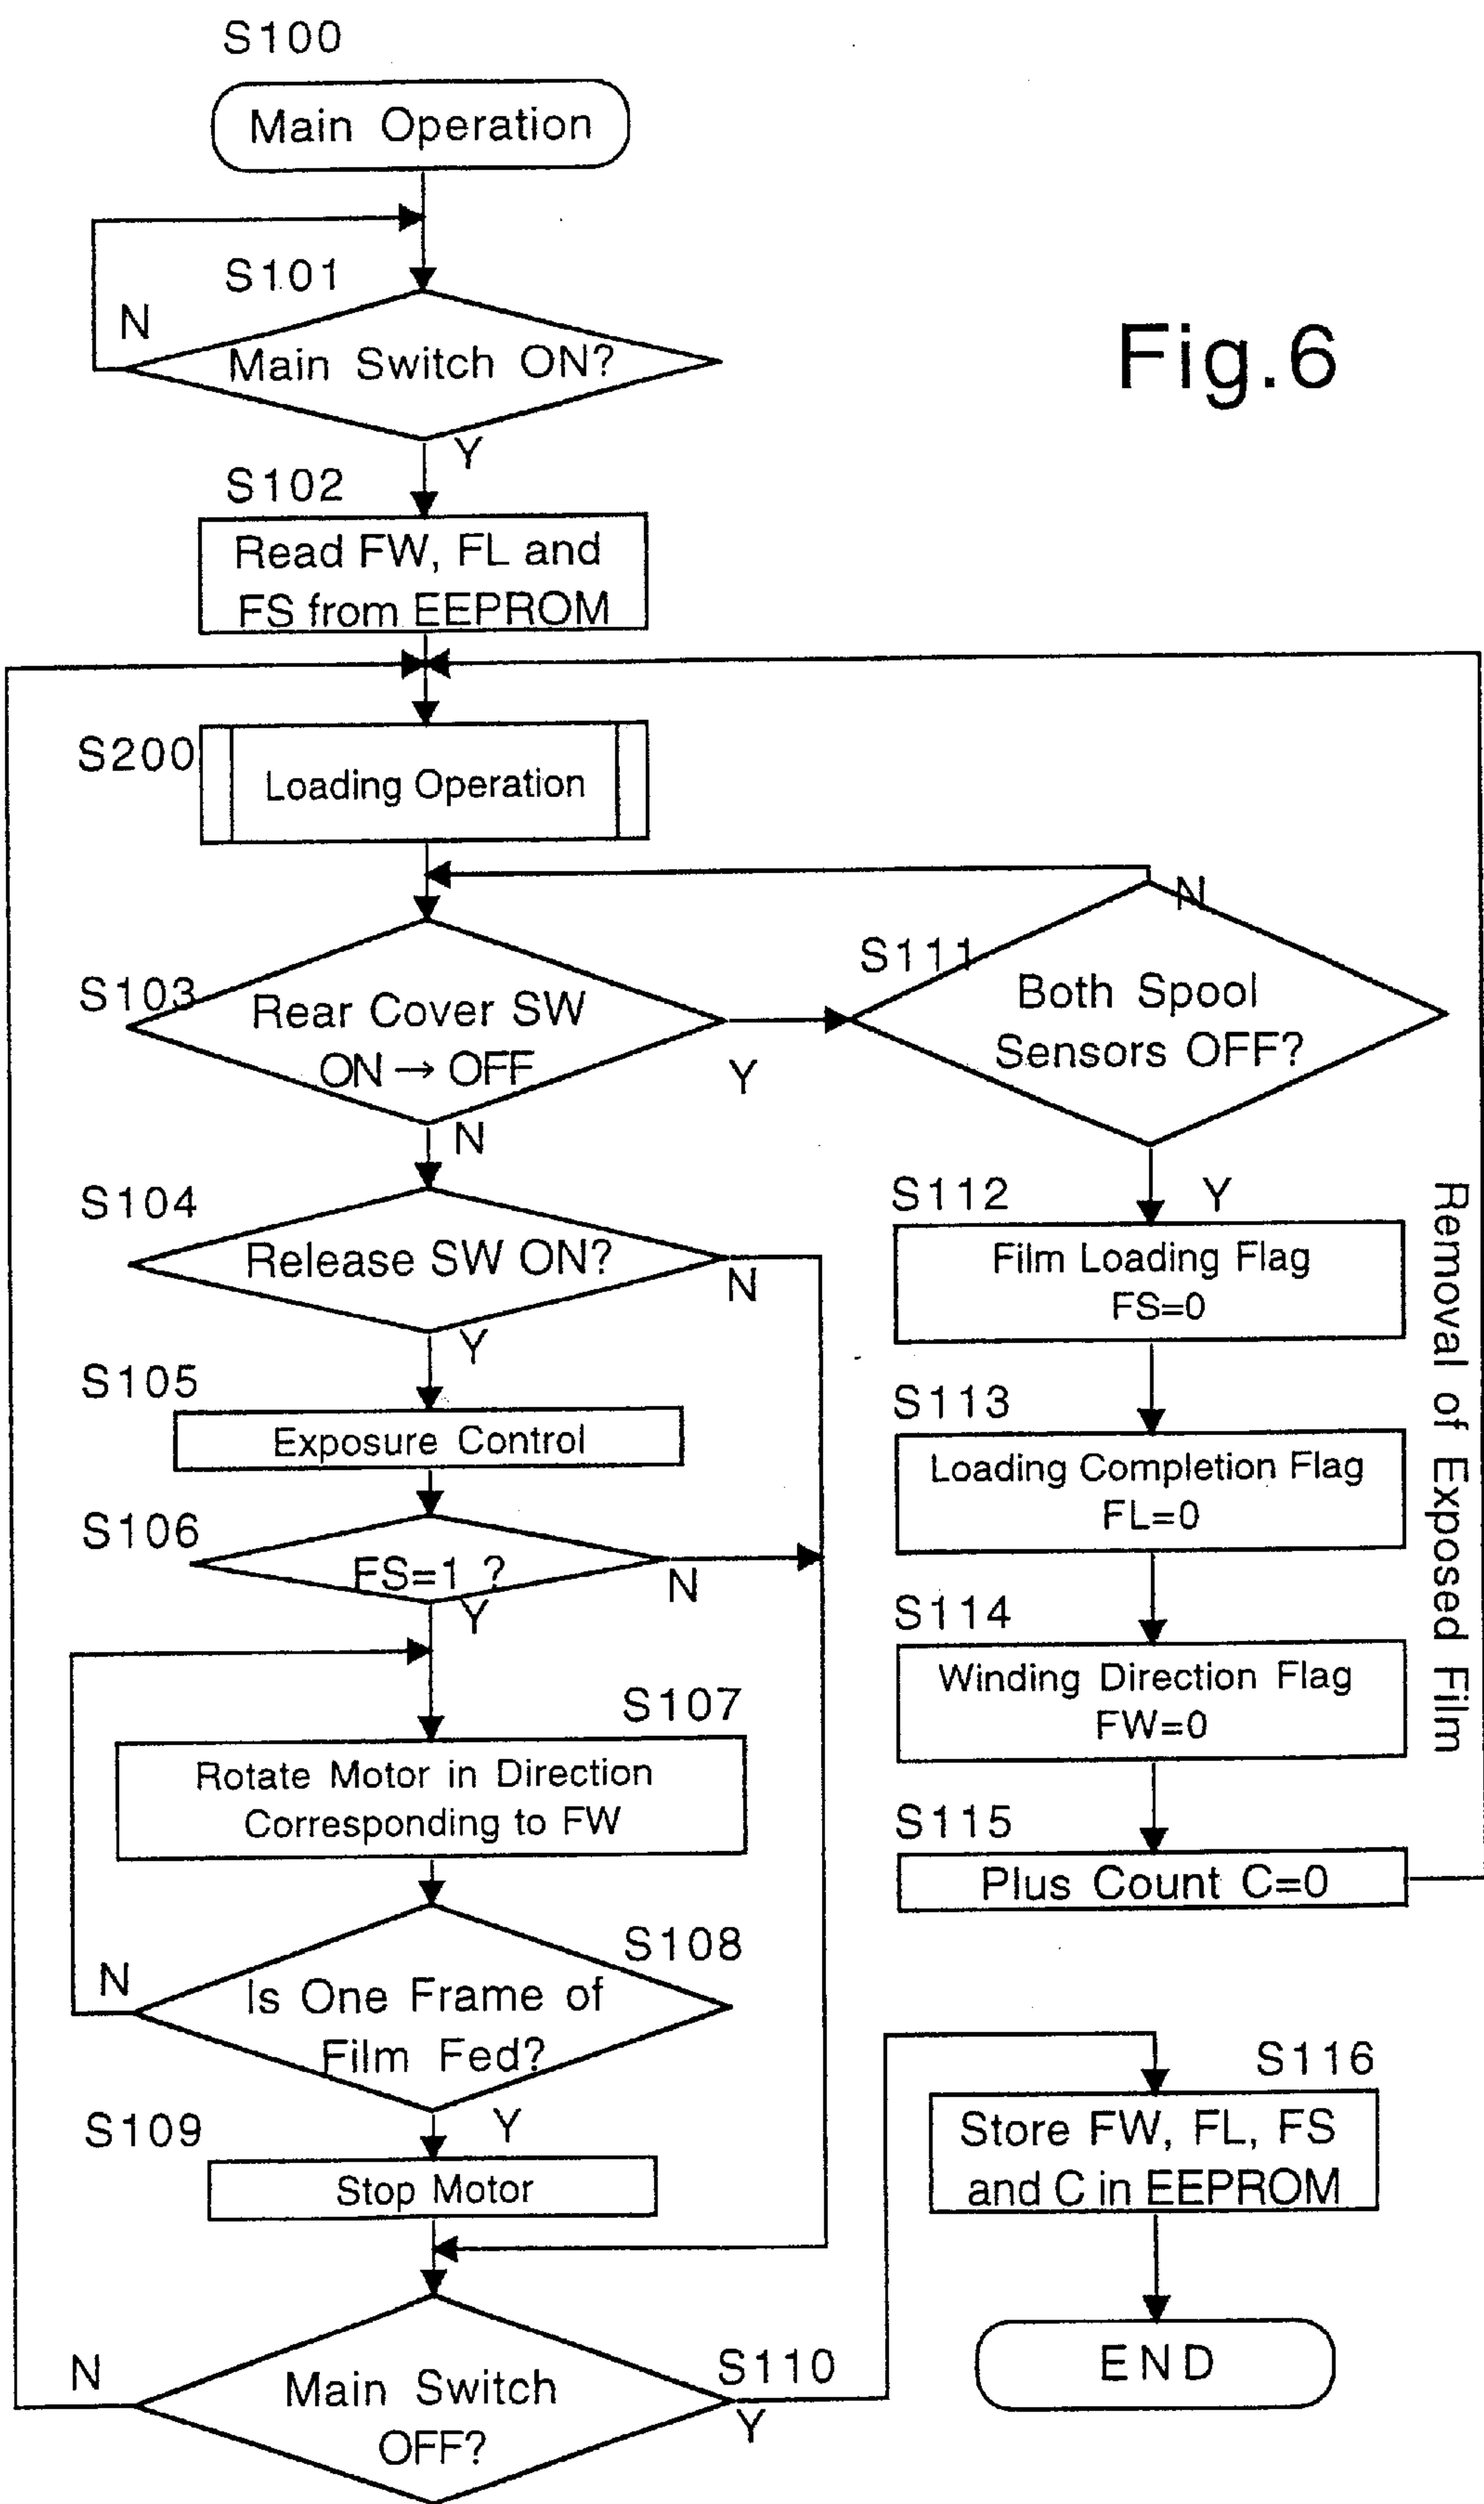 S100
Main Operation
S101
N
Main Switch ON?
Fig.6
Y
S102
Read FW, FL and
FS from EEPROM
S200
Loading Operation
N
S111
S103
Rear Cover SW
ON → OFF
Both Spool
Sensors OFF?
Y
N
S104
Release SW ON?
N
Y
S112
Y
Film Loading Flag
FS=0
Removal of Exposed Film
S105
Exposure Control
S113
Loading Completion Flag
FL=0
S106
FS=1 ?
N
Y
S114
Winding Direction Flag
FW=0
S107
Rotate Motor in Direction
Corresponding to FW
S115
Plus Count C=0
S108
N
Is One Frame of
Film Fed?
Y
S109
Stop Motor
S116
Store FW, FL, FS
and C in EEPROM
N
S110
Main Switch
OFF?
Y
END